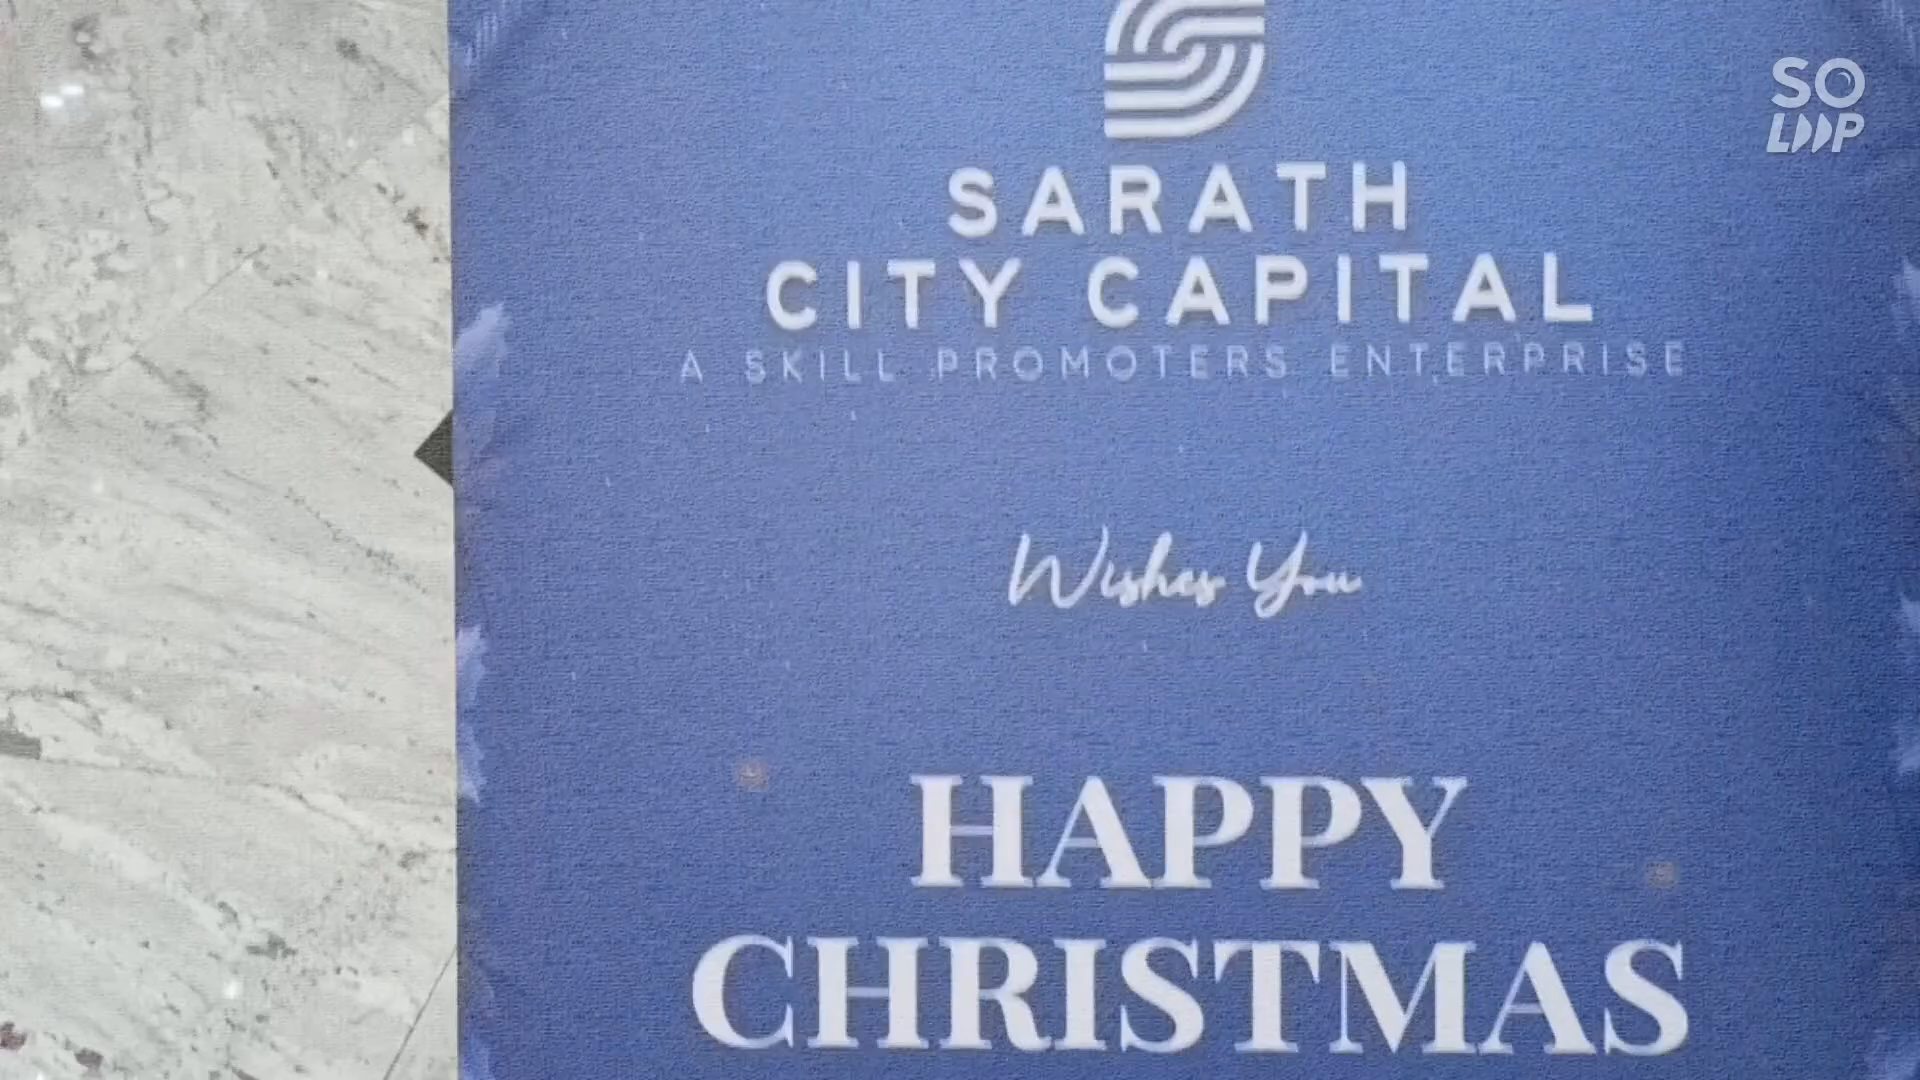 SO
LOOP
SARATH
CITY CAPITAL
A SKILL PROMOTERS ENTERPRISE
Wishes You
HAPPY
CHRISTMAS